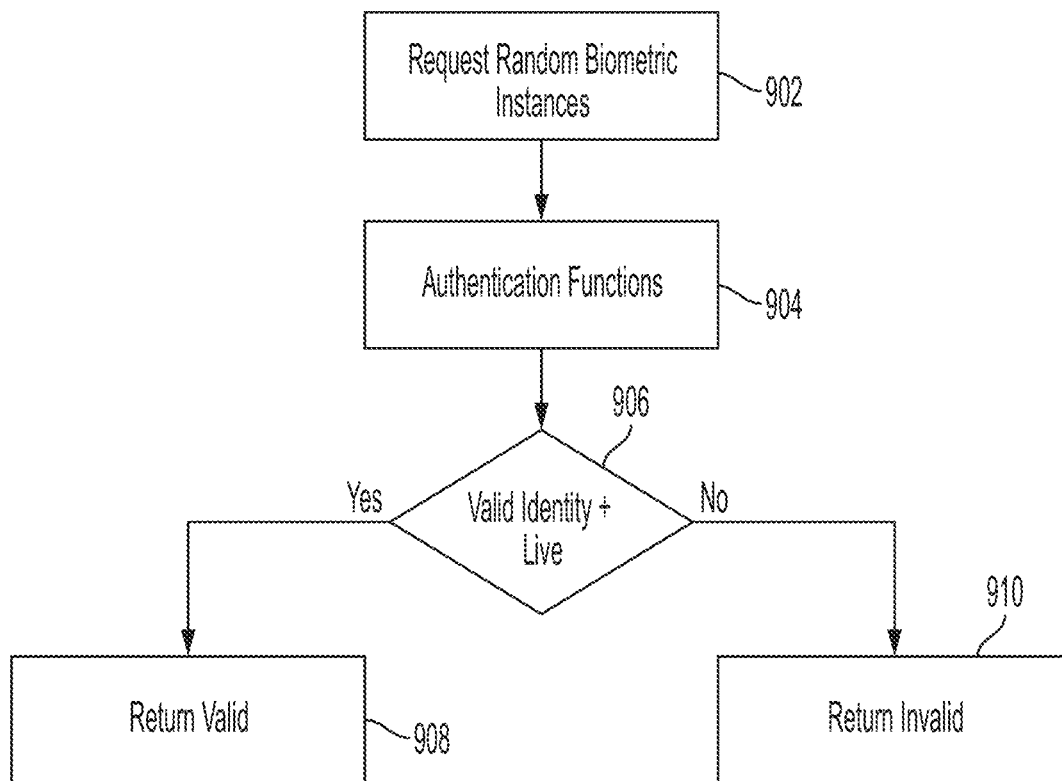 Request Random Biometric
Instances
902
Authentication Functions
904
906
Yes
Valid Identity +
Live
No
910
Return Valid
908
Return Invalid